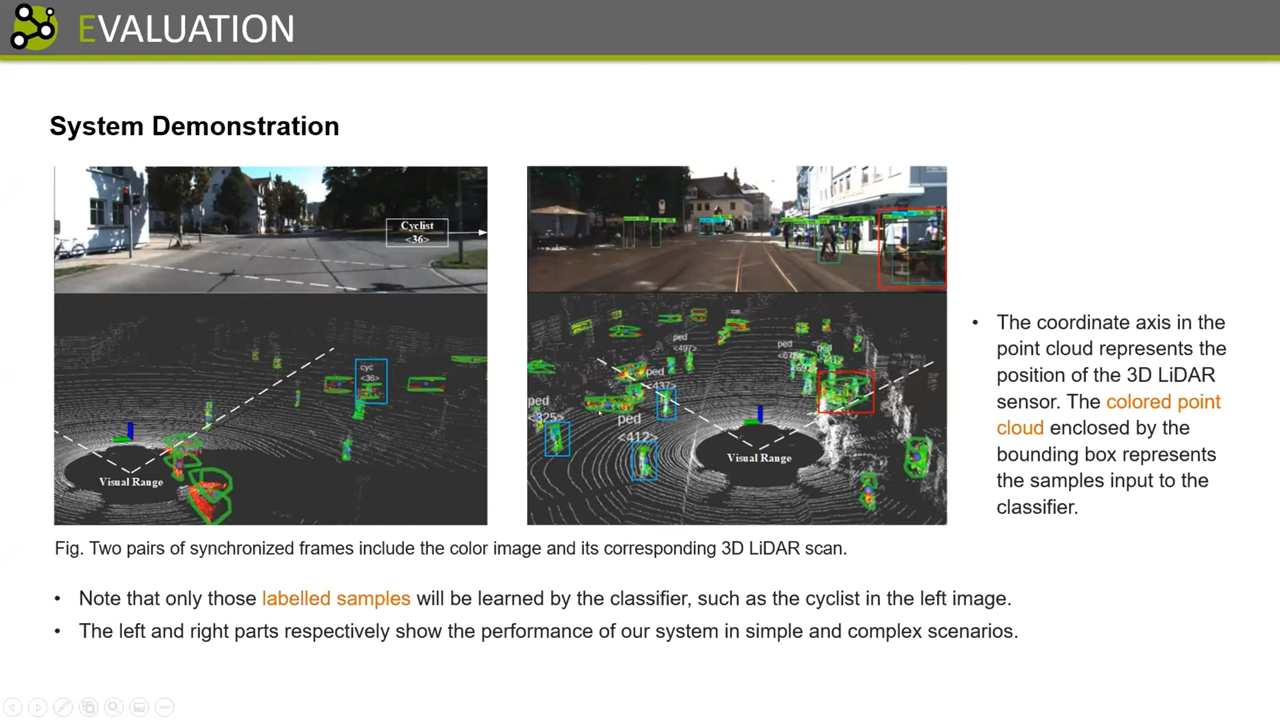 EVALUATION
System Demonstration
Cyclist
<36>
cyc
<36>
Visual Range
car
ped
<497>
ped
ped
<437>
ped
<325>
ped
<412>
Visual Range
• The coordinate axis in the
point cloud represents the
position of the 3D LiDAR
sensor. The colored point
cloud enclosed by the
bounding box represents
the samples input to the
classifier.
Fig. Two pairs of synchronized frames include the color image and its corresponding 3D LiDAR scan.
• Note that only those labelled samples will be learned by the classifier, such as the cyclist in the left image.
• The left and right parts respectively show the performance of our system in simple and complex scenarios.